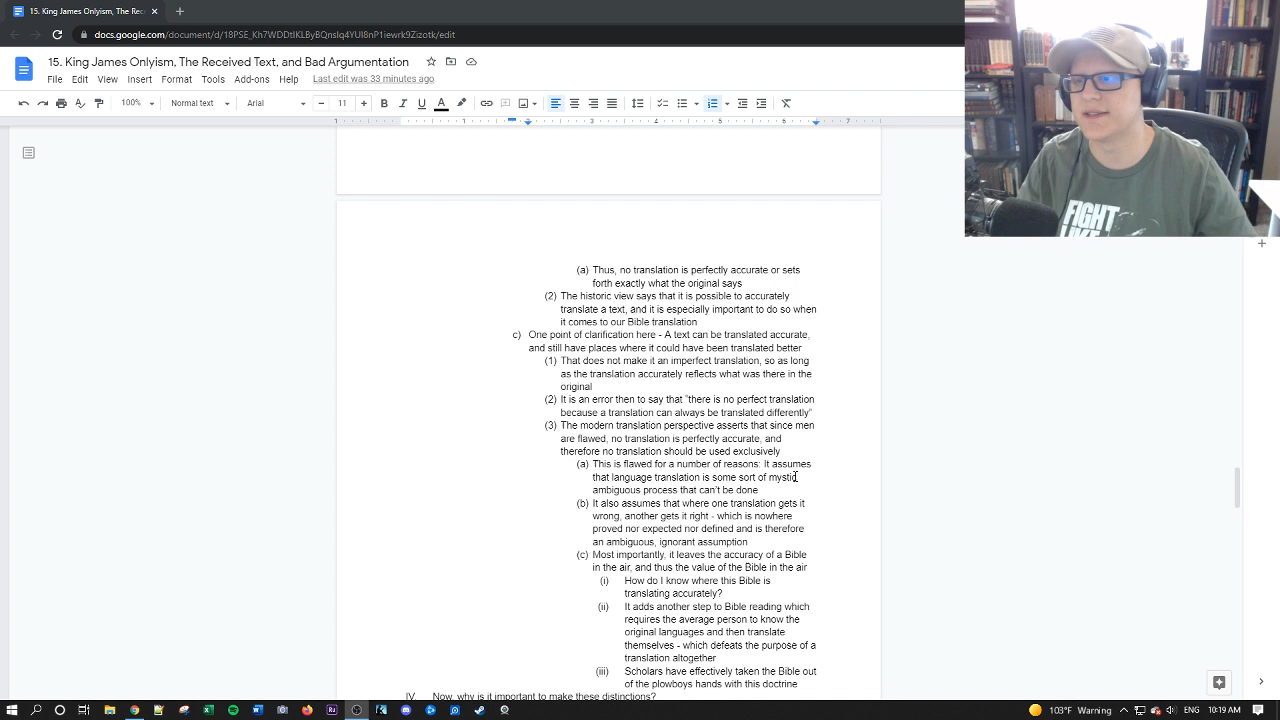 15. King James Onlyism, The Rec
docs.google.com
/edit
15. King James Onlyism, The Received Text, and Bad Argumentation
File Edit View Insert Format Tools Add-ons Help Last edit was 33 minutes ago
100% Normal text Arial 11
1 1 2 3 4 5 6 7
(a) Thus, no translation is perfectly accurate or sets
forth exactly what the original says
(2) The historic view says that it is possible to accurately
translate a text, and it is especially important to do so when
it comes to our Bible translation
c) One point of clarification here - A text can be translated accurate,
and still have places where it could have been translated better
(1) That does not make it an imperfect translation, so as long
as the translation accurately reflects what was there in the
original
(2) It is an error then to say that "there is no perfect translation
because a translation can always be translated differently"
(3) The modern translation perspective asserts that since men
are flawed, no translation is perfectly accurate, and
therefore no translation should be used exclusively
(a) This is flawed for a number of reasons: It assumes
that language translation is some sort of mystic
ambiguous process that can't be done
(b) It also assumes that where one translation gets it
wrong, another gets it right - which is nowhere
proved nor expected nor defined and is therefore
an ambiguous, ignorant assumption
(c) Most importantly, it leaves the accuracy of a Bible
in the air, and thus the value of the Bible in the air
(i) How do I know where this Bible is
translating accurately?
(ii) It adds another step to Bible reading which
requires the average person to know the
original languages and then translate
themselves - which defeats the purpose of a
translation altogether
(iii) Scholars have effectively taken the Bible out
of the plowboys hands with this doctrine
IV. Now, why is it important to make these distinctions?
FIGHT
LIKE
103°F Warning 10:19 AM